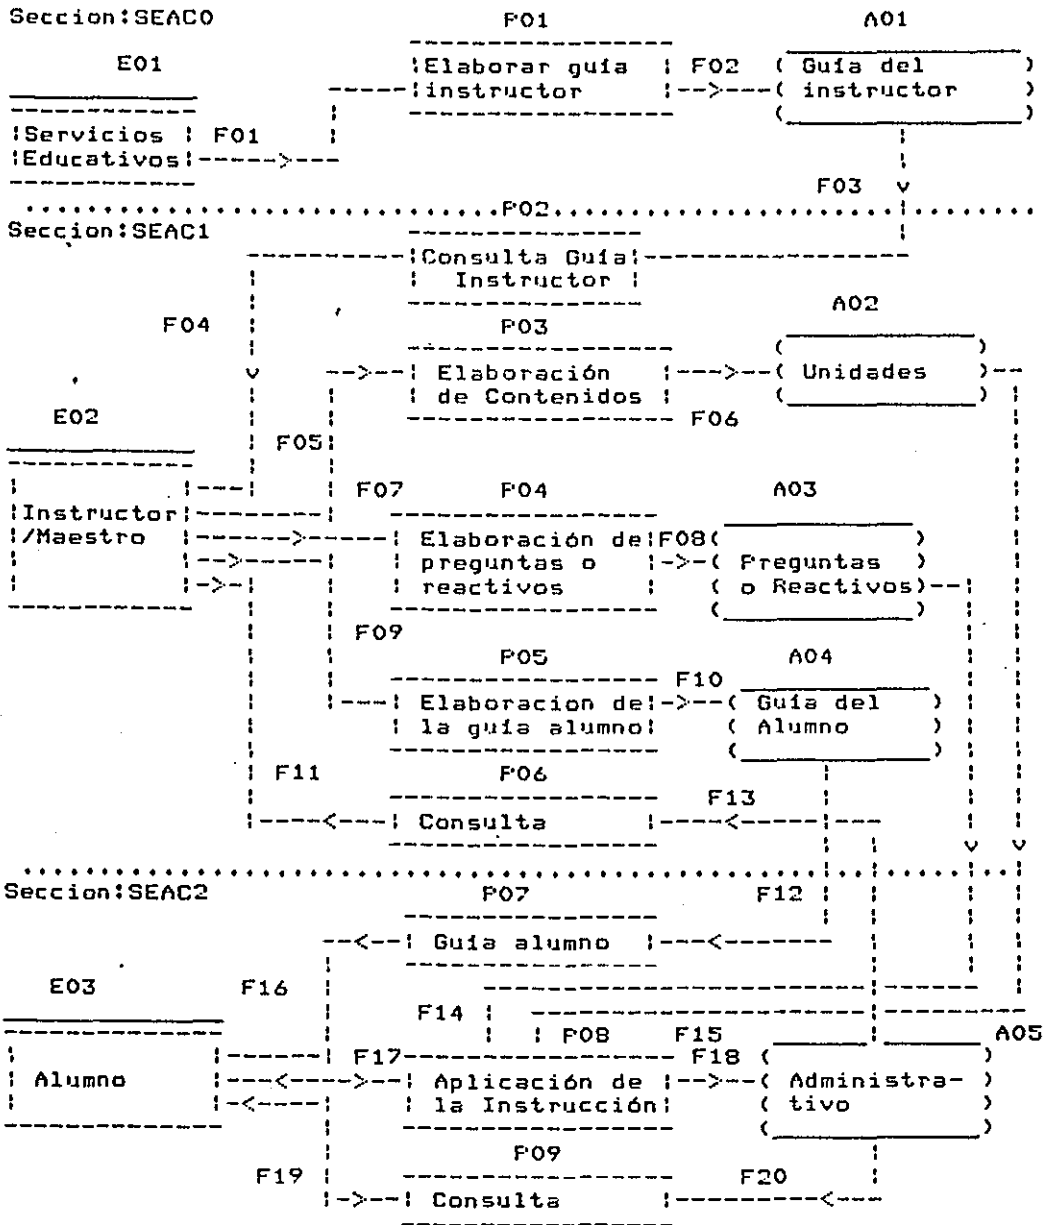 Seccion:SEAC0 P01 A01
E01 Elaborar guía F02 Guía del
instructor instructor
Servicios F01
Educativos
F03
P02
Seccion:SEAC1
Consulta Guía
Instructor
A02
F04 P03
Elaboración Unidades
de Contenidos
E02 F06
F05
F07 P04 A03
Instructor
/Maestro Elaboración de F08
preguntas o Preguntas
reactivos o Reactivos
F09
P05 A04
F10
Elaboracion de Guía del
la guía alumno Alumno
F11 P06
F13
Consulta
Seccion:SEAC2 P07 F12
Guía alumno
E03 F16
F14
P08 F15 A05
F17 F18
Alumno Aplicación de Administra-
la Instrucción tivo
P09
F19 F20
Consulta